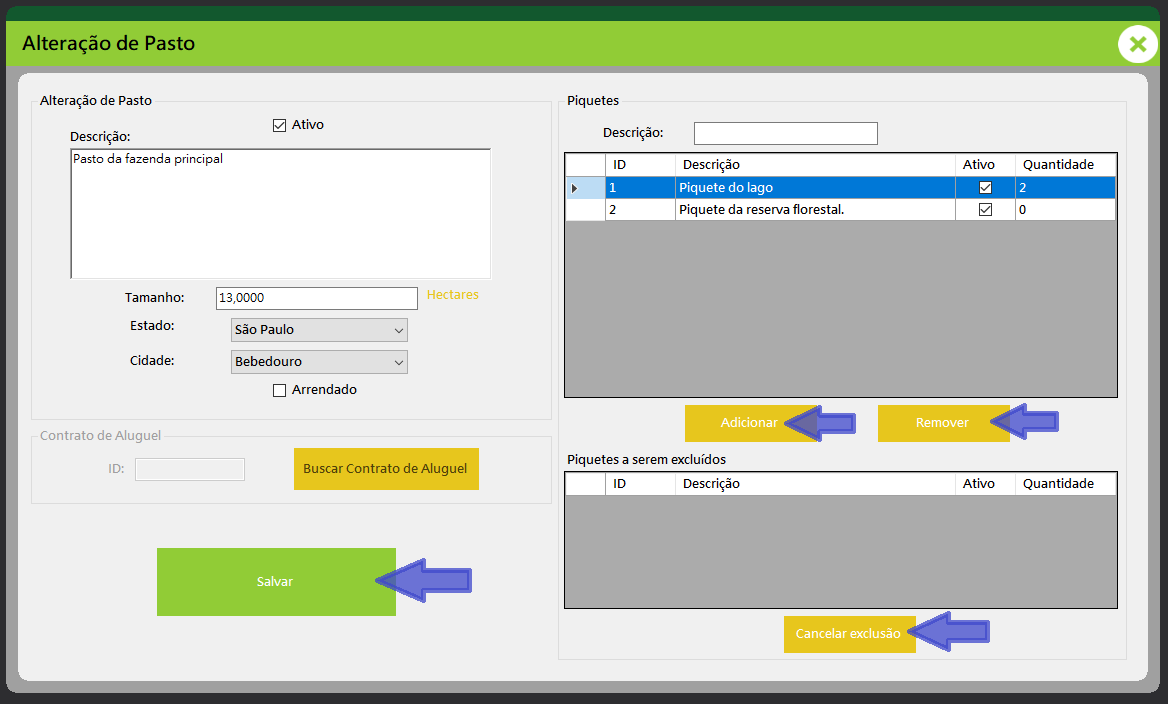 Alteração de Pasto
Alteração de Pasto
Ativo
Descrição:
Pasto da fazenda principal
Tamanho: 13,0000 Hectares
Estado: São Paulo
Cidade: Bebedouro
Arrendado
Contrato de Aluguel
ID: Buscar Contrato de Aluguel
Salvar
Piquetes
Descrição:
ID Descrição Ativo Quantidade
1 Piquete do lago 2
2 Piquete da reserva florestal. 0
Adicionar Remover
Piquetes a serem excluídos
ID Descrição Ativo Quantidade
Cancelar exclusão